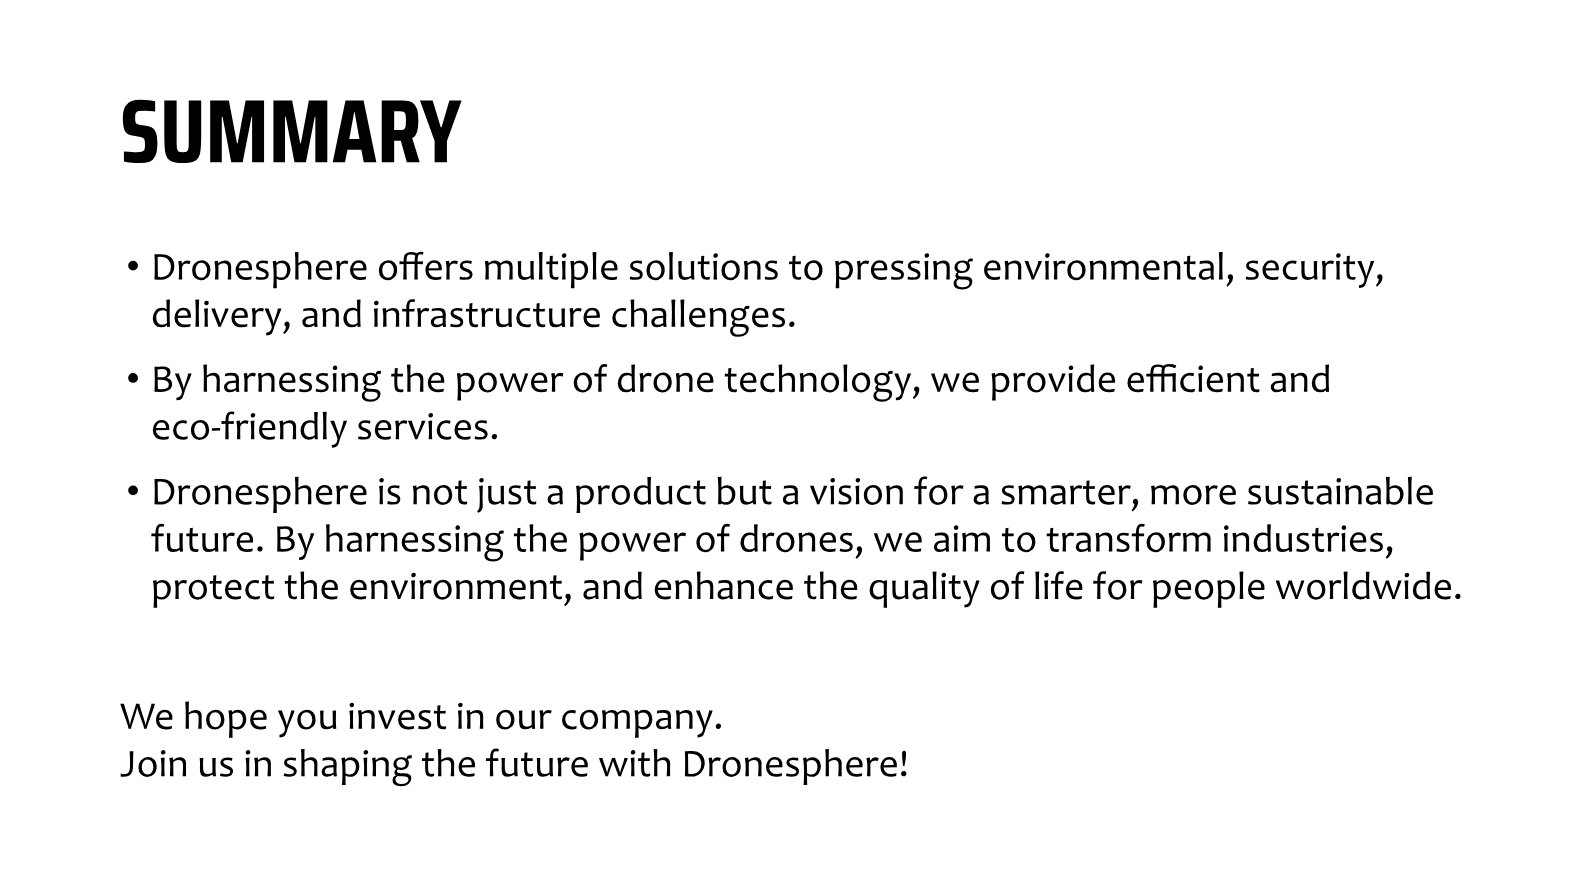 SUMMARY
• Dronesphere offers multiple solutions to pressing environmental, security,
delivery, and infrastructure challenges.
• By harnessing the power of drone technology, we provide efficient and
eco-friendly services.
• Dronesphere is not just a product but a vision for a smarter, more sustainable
future. By harnessing the power of drones, we aim to transform industries,
protect the environment, and enhance the quality of life for people worldwide.
We hope you invest in our company.
Join us in shaping the future with Dronesphere!